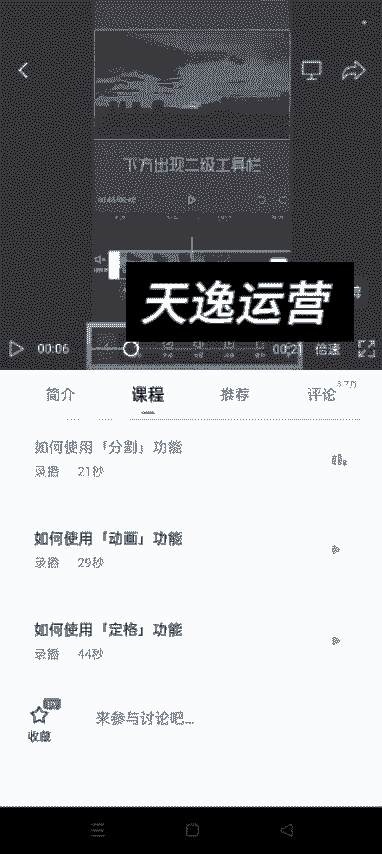 下方出现二级工具栏
天逸运营
00:06
00:21
倍速
简介
课程
推荐
评论
如何使用「分割」功能
录播 21秒
如何使用「动画」功能
录播 29秒
如何使用「定格」功能
录播 44秒
收藏
来参与讨论吧...